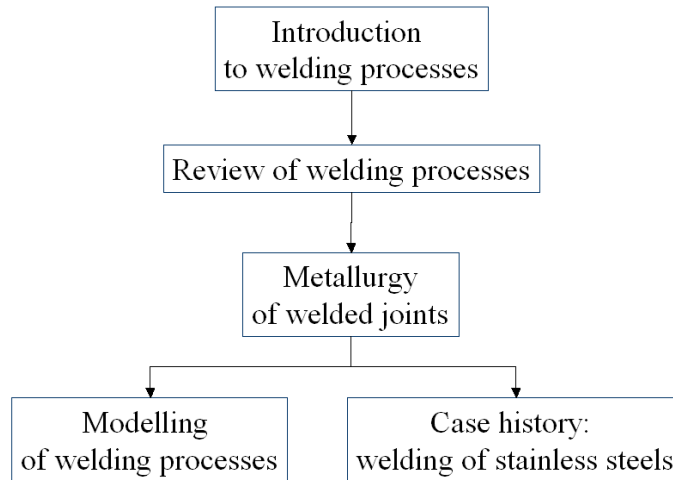 Introduction
to welding processes
Review of welding processes
Metallurgy
of welded joints
Modelling
of welding processes
Case history:
welding of stainless steels